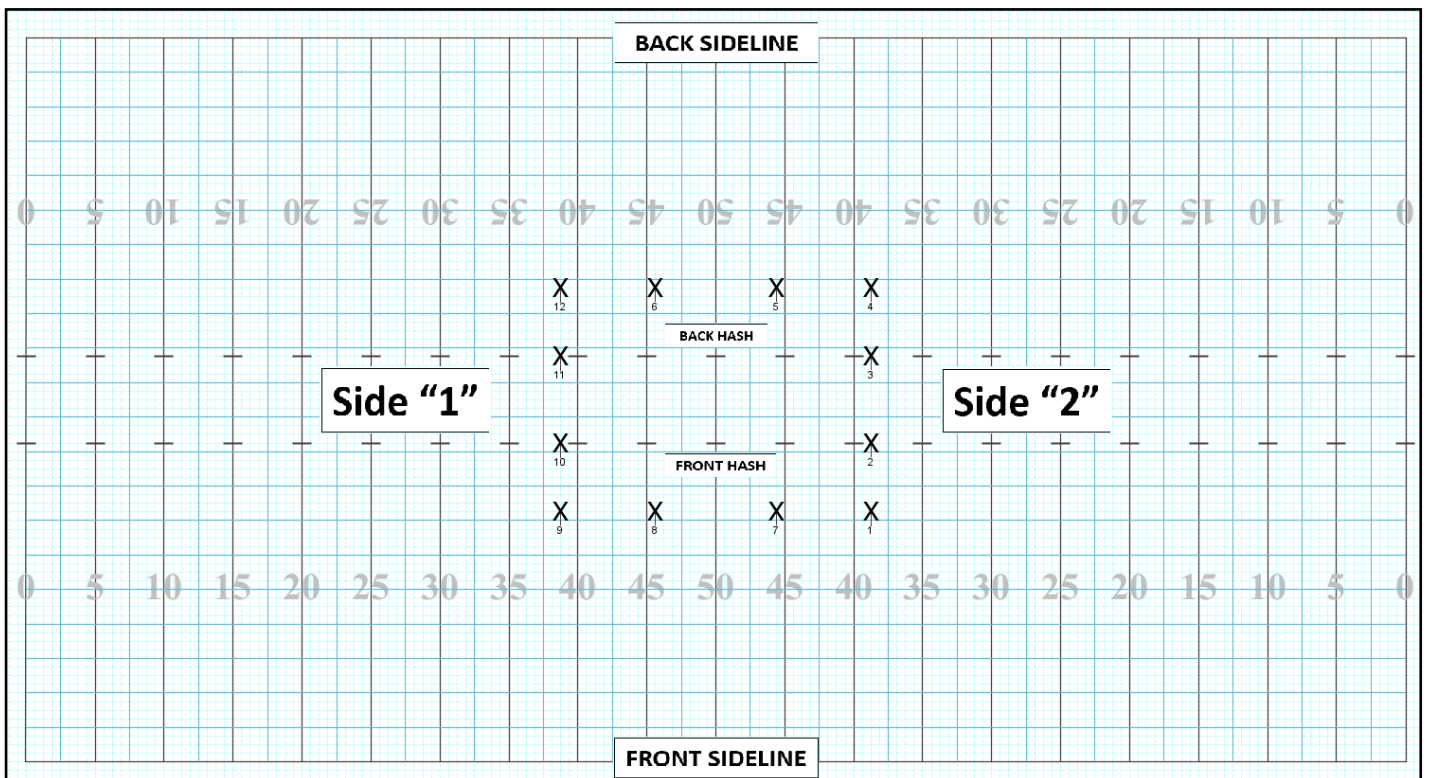 BACK SIDELINE
0 5 10 15 20 25 30 35 40 45 50 45 40 35 30 25 20 15 10 5 0
X X X X
12 6 5 4
BACK HASH
X X
11 3
Side “1” Side “2”
X X
10 2
FRONT HASH
X X X X
9 8 7 1
0 5 10 15 20 25 30 35 40 45 50 45 40 35 30 25 20 15 10 5 0
FRONT SIDELINE